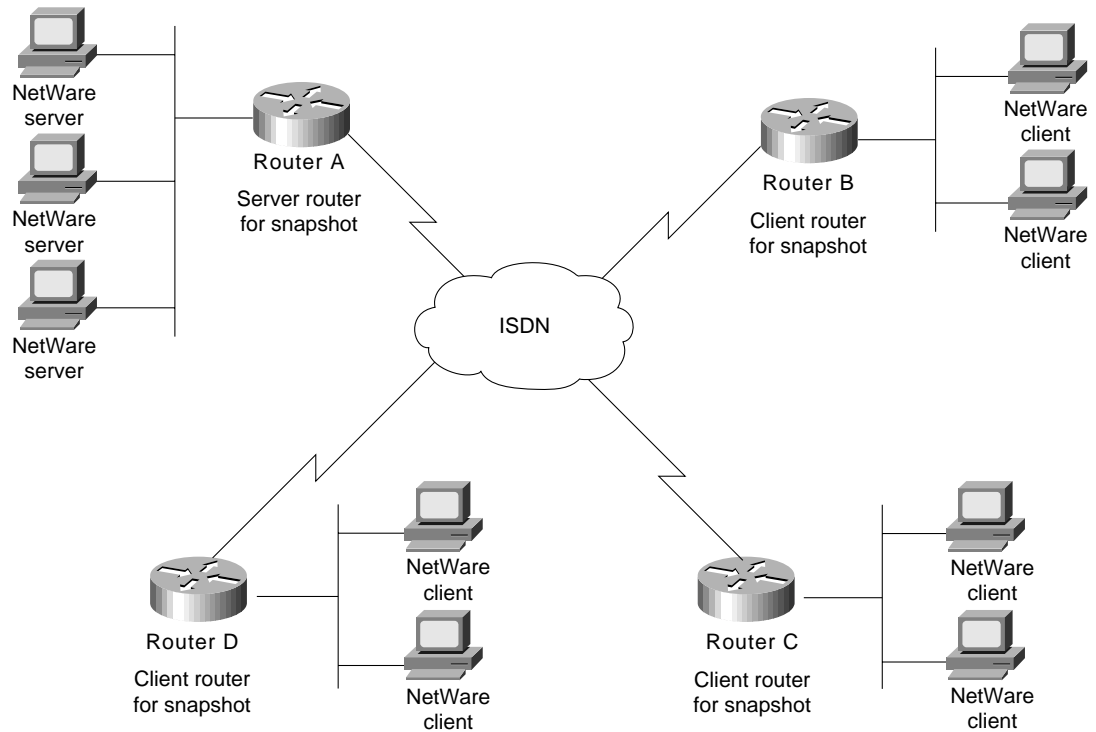 NetWare
server
NetWare
server
NetWare
server
Router A
Server router
for snapshot
Router B
Client router
for snapshot
NetWare
client
NetWare
client
ISDN
Router D
Client router
for snapshot
NetWare
client
NetWare
client
Router C
Client router
for snapshot
NetWare
client
NetWare
client